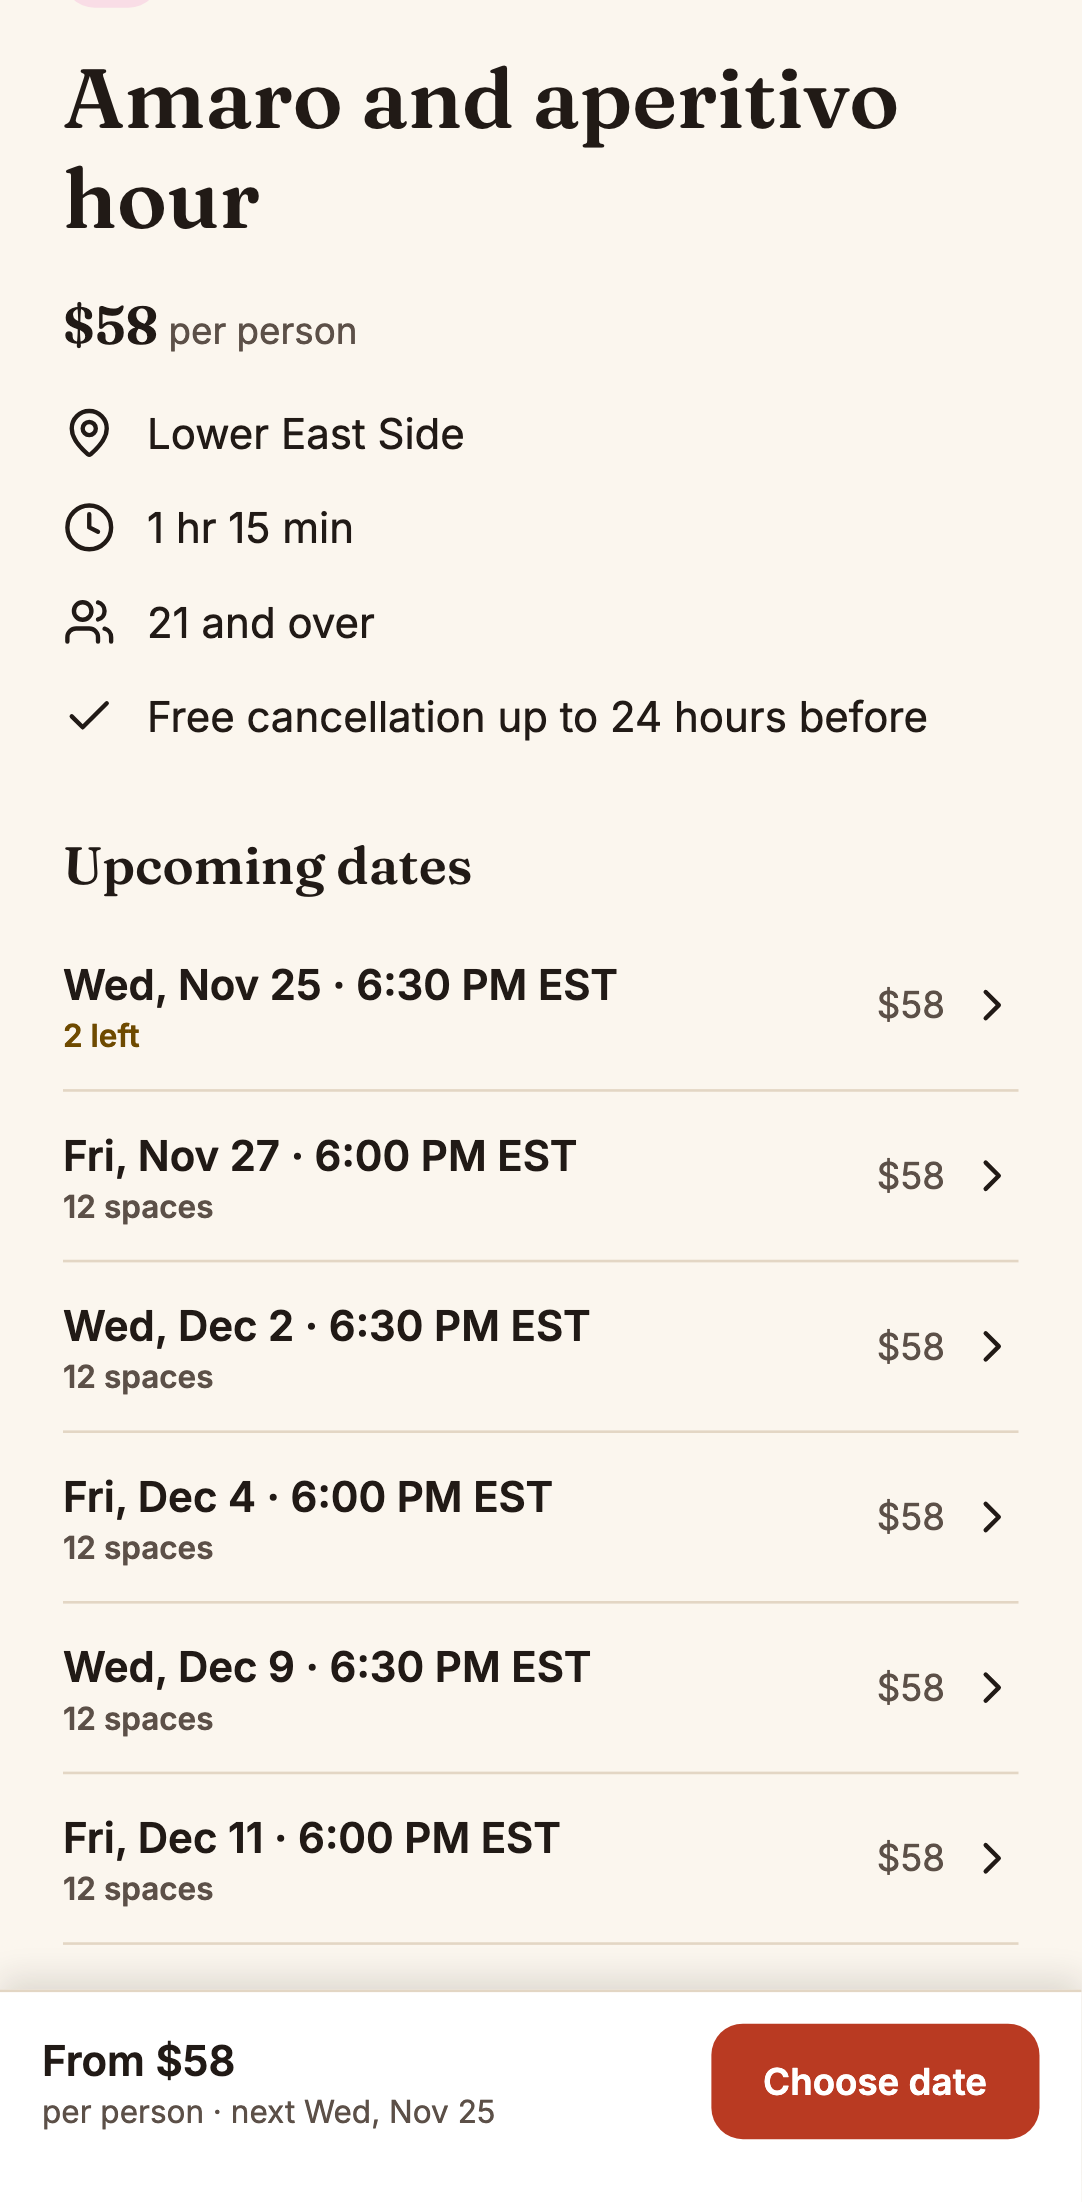 Amaro and aperitivo
hour
$58 per person
Lower East Side
1 hr 15 min
21 and over
Free cancellation up to 24 hours before
Upcoming dates
Wed, Nov 25 · 6:30 PM EST
2 left
$58
Fri, Nov 27 · 6:00 PM EST
12 spaces
$58
Wed, Dec 2 · 6:30 PM EST
12 spaces
$58
Fri, Dec 4 · 6:00 PM EST
12 spaces
$58
Wed, Dec 9 · 6:30 PM EST
12 spaces
$58
Fri, Dec 11 · 6:00 PM EST
12 spaces
$58
From $58
per person · next Wed, Nov 25
Choose date